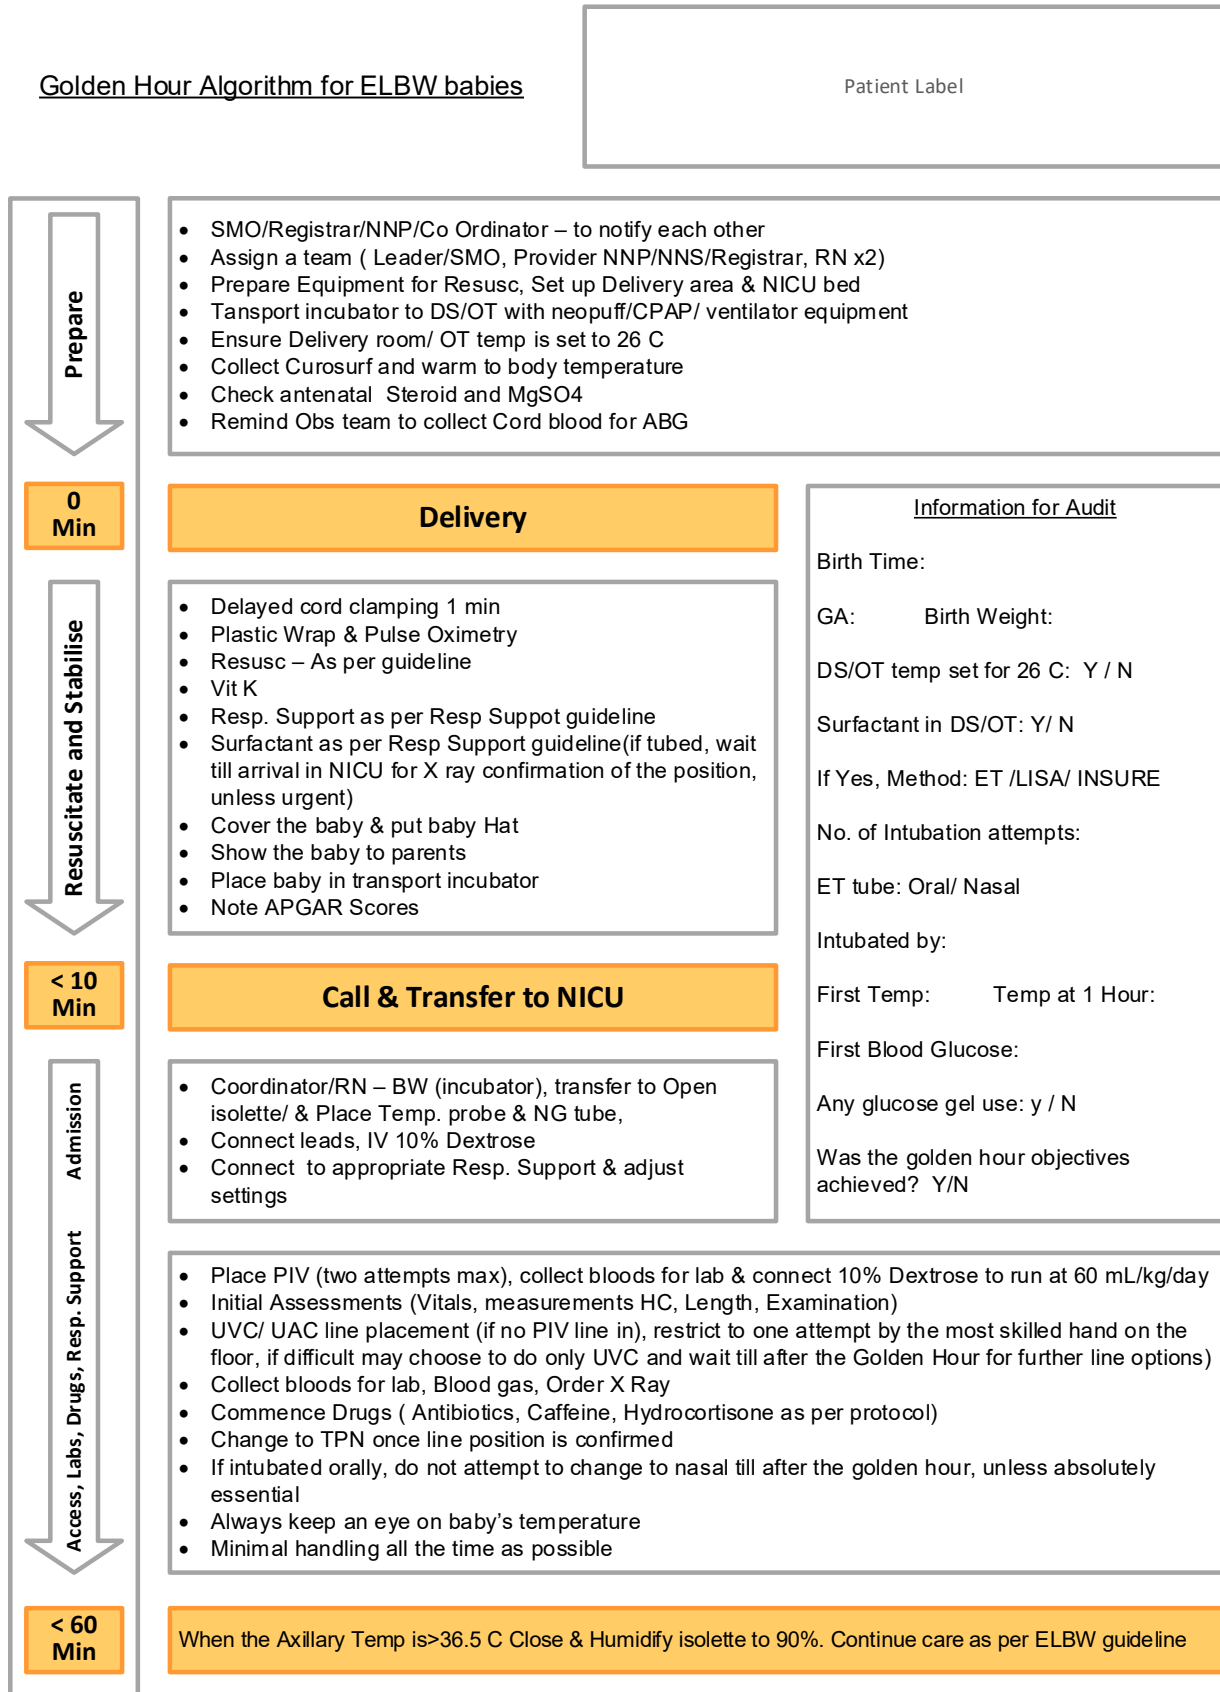 Golden Hour Algorithm for ELBW babies
Patient Label
Prepare
• SMO/Registrar/NNP/Co Ordinator – to notify each other
• Assign a team ( Leader/SMO, Provider NNP/NNS/Registrar, RN x2)
• Prepare Equipment for Resusc, Set up Delivery area & NICU bed
• Tansport incubator to DS/OT with neopuff/CPAP/ ventilator equipment
• Ensure Delivery room/ OT temp is set to 26 C
• Collect Curosurf and warm to body temperature
• Check antenatal Steroid and MgSO4
• Remind Obs team to collect Cord blood for ABG
0
Min
Delivery
Resuscitate and Stabilise
• Delayed cord clamping 1 min
• Plastic Wrap & Pulse Oximetry
• Resusc – As per guideline
• Vit K
• Resp. Support as per Resp Suppot guideline
• Surfactant as per Resp Support guideline(if tubed, wait
till arrival in NICU for X ray confirmation of the position,
unless urgent)
• Cover the baby & put baby Hat
• Show the baby to parents
• Place baby in transport incubator
• Note APGAR Scores
Information for Audit
Birth Time:
GA: Birth Weight:
DS/OT temp set for 26 C: Y / N
Surfactant in DS/OT: Y/ N
If Yes, Method: ET /LISA/ INSURE
No. of Intubation attempts:
ET tube: Oral/ Nasal
Intubated by:
First Temp: Temp at 1 Hour:
First Blood Glucose:
Any glucose gel use: y / N
Was the golden hour objectives
achieved? Y/N
< 10
Min
Call & Transfer to NICU
Admission
• Coordinator/RN – BW (incubator), transfer to Open
isolette/ & Place Temp. probe & NG tube,
• Connect leads, IV 10% Dextrose
• Connect to appropriate Resp. Support & adjust
settings
Access, Labs, Drugs, Resp. Support
• Place PIV (two attempts max), collect bloods for lab & connect 10% Dextrose to run at 60 mL/kg/day
• Initial Assessments (Vitals, measurements HC, Length, Examination)
• UVC/ UAC line placement (if no PIV line in), restrict to one attempt by the most skilled hand on the
floor, if difficult may choose to do only UVC and wait till after the Golden Hour for further line options)
• Collect bloods for lab, Blood gas, Order X Ray
• Commence Drugs ( Antibiotics, Caffeine, Hydrocortisone as per protocol)
• Change to TPN once line position is confirmed
• If intubated orally, do not attempt to change to nasal till after the golden hour, unless absolutely
essential
• Always keep an eye on baby's temperature
• Minimal handling all the time as possible
< 60
Min
When the Axillary Temp is>36.5 C Close & Humidify isolette to 90%. Continue care as per ELBW guideline